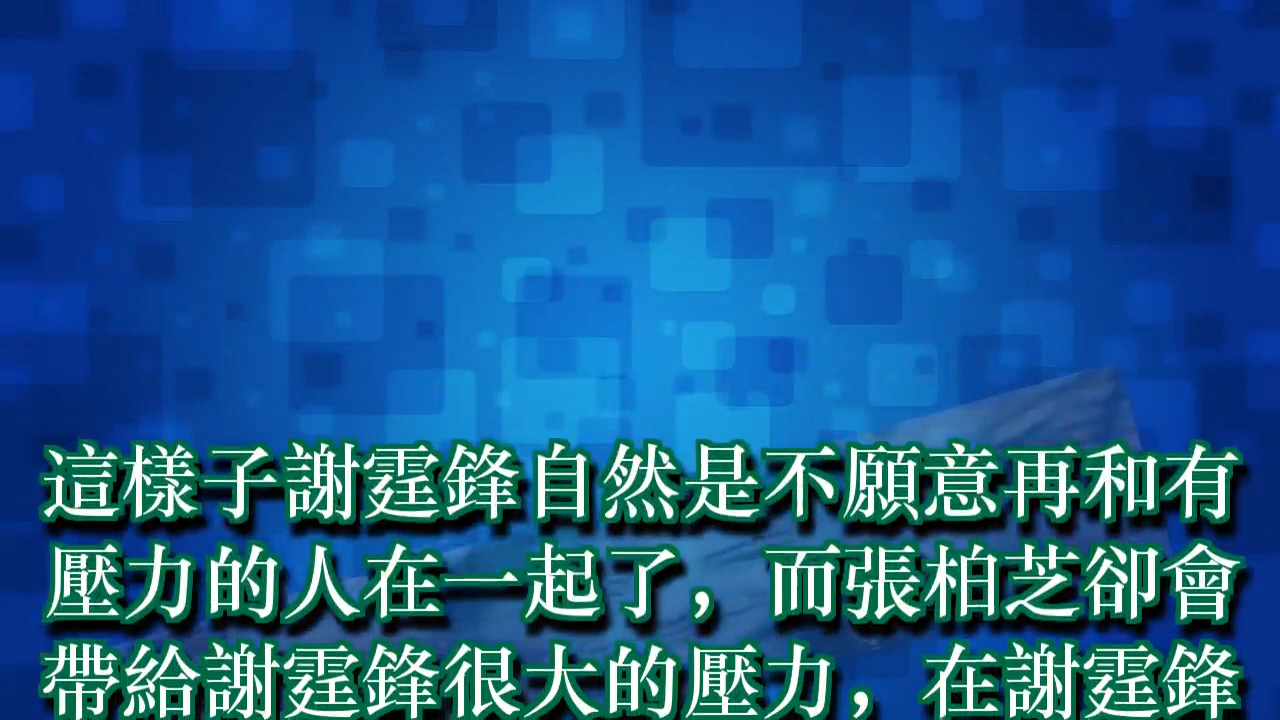 這樣子謝霆鋒自然是不願意再和有
壓力的人在一起了，而張柏芝卻會
帶給謝霆鋒很大的壓力，在謝霆鋒